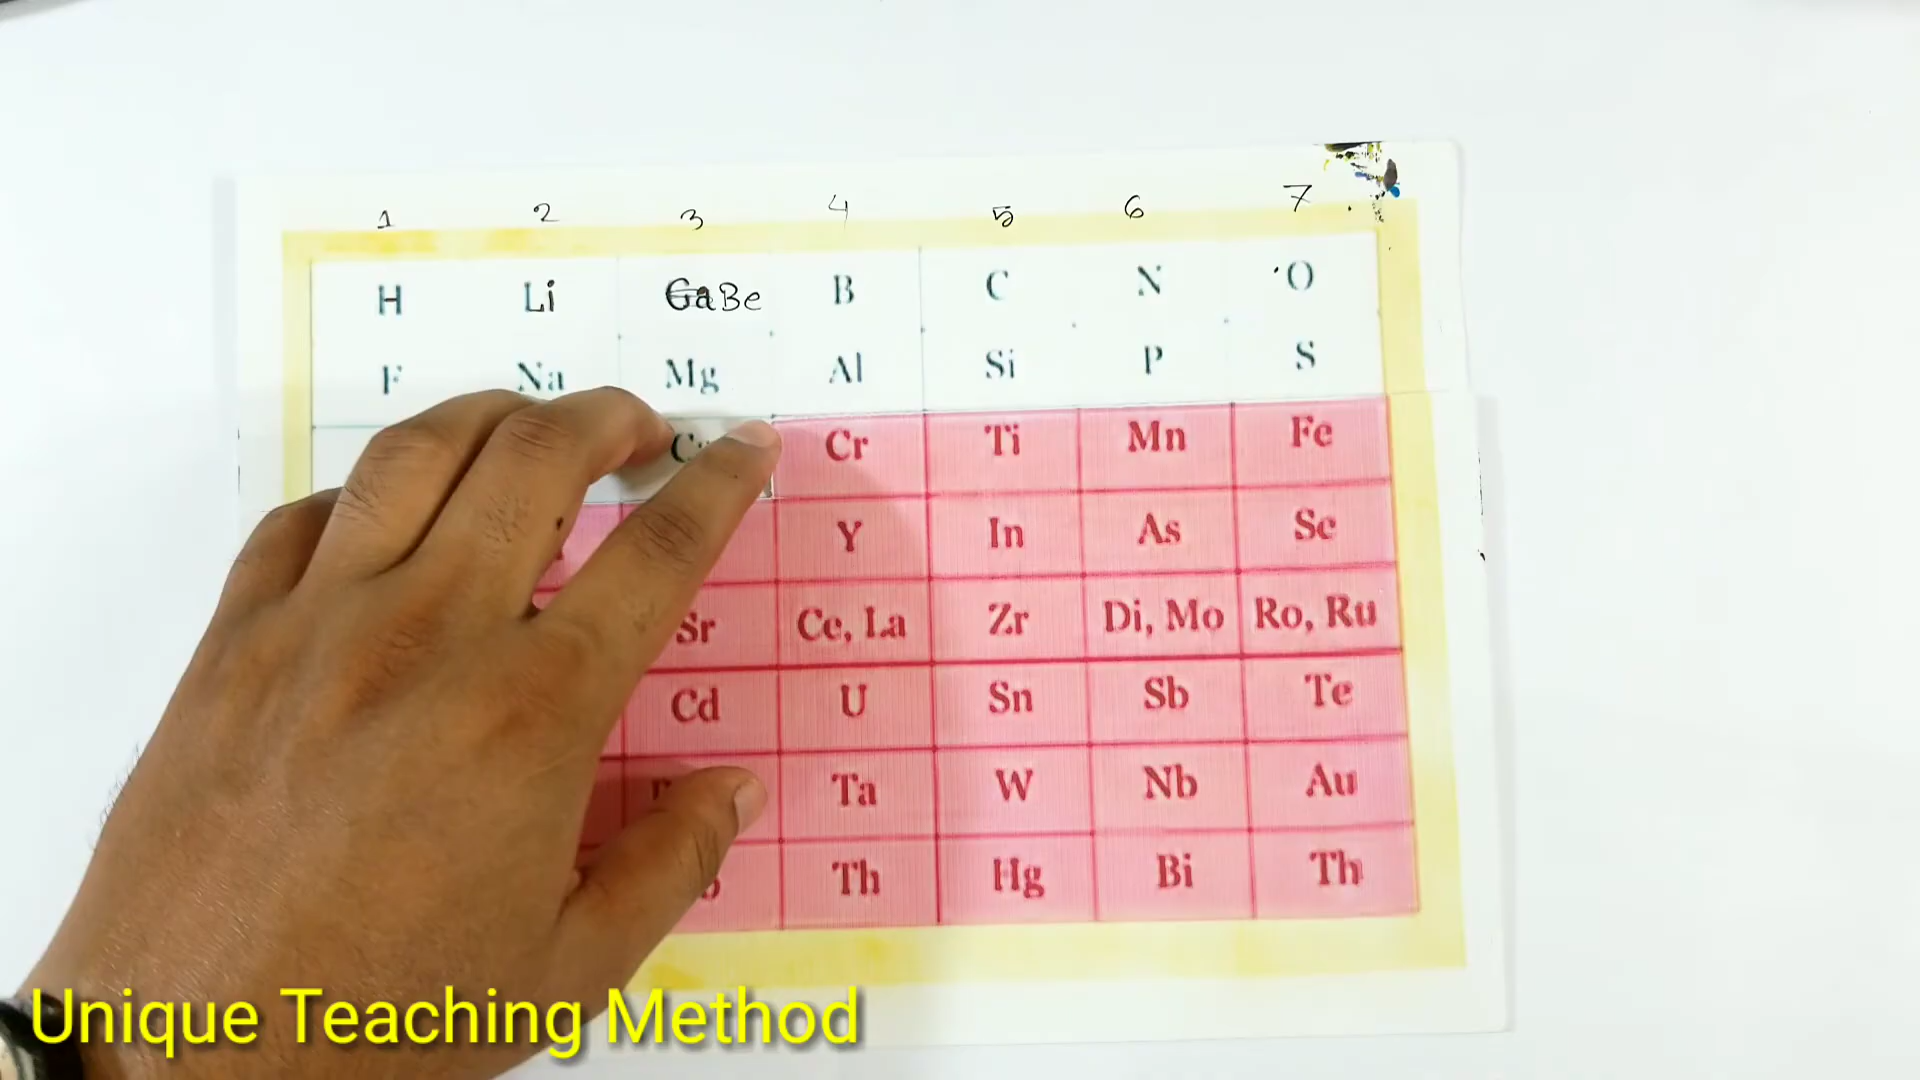 1 2 3 4 5 6 7
H Li Ga Be B C N O
F Na Mg Al Si P S
Cr Ti Mn Fe
Y In As Se
Sr Ce, La Zr Di, Mo Ro, Ru
Cd U Sn Sb Te
Ta W Nb Au
Th Hg Bi Th
Unique Teaching Method